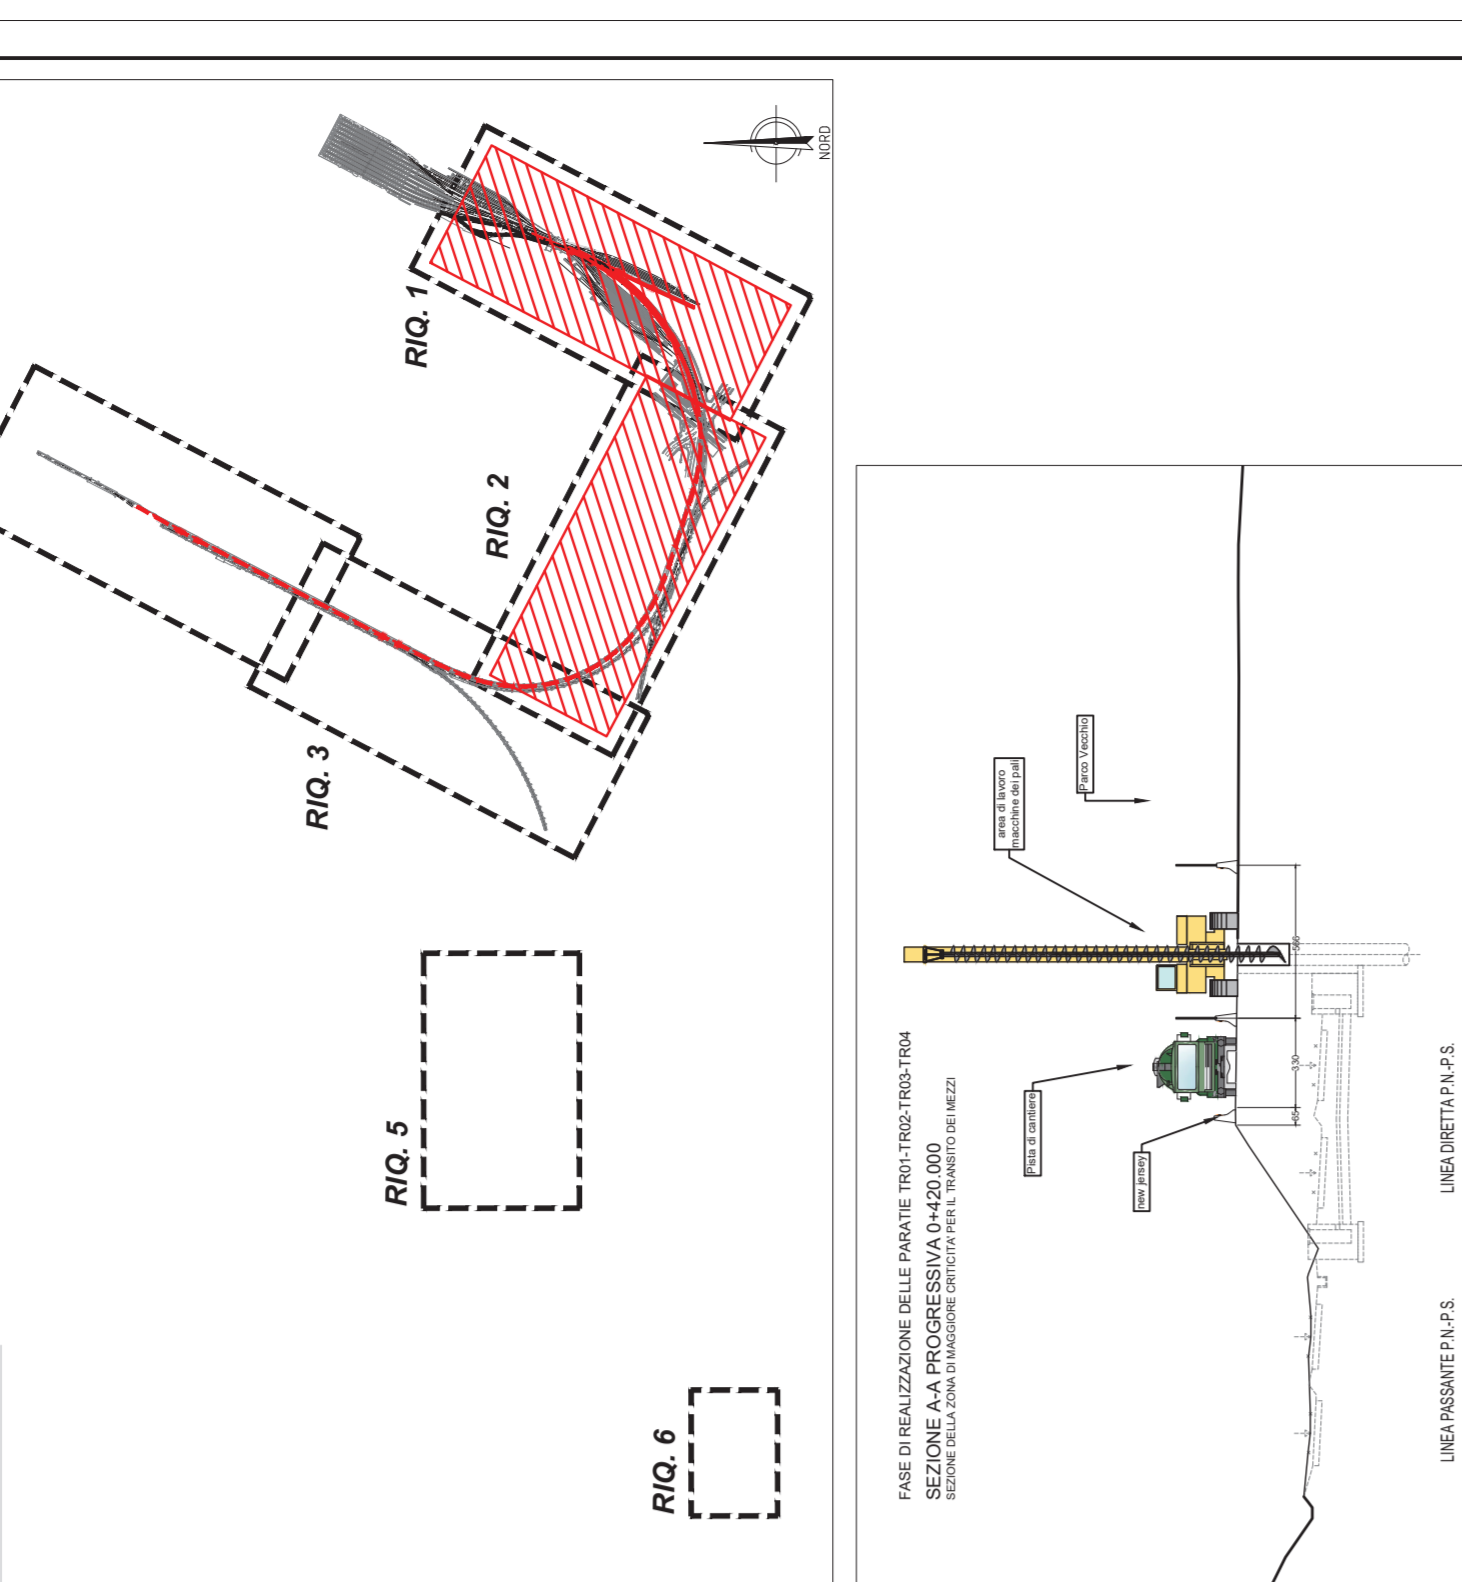 NORD
RIQ. 1
RIQ. 2
RIQ. 3
RIQ. 5
RIQ. 6
FASE DI REALIZZAZIONE DELLE PARATIE TR01-TR02-TR03-TR04
SEZIONE A-A PROGRESSIVA 0+420.000
SEZIONE DELLA ZONA DI MAGGIORE CRITICITA' PER IL TRANSITO DEI MEZZI
new jersey
Pista di cantiere
area di lavoro
macchine dei pali
Parco Vecchio
65
330
LINEA PASSANTE P.N.-P.S.
LINEA DIRETTA P.N.-P.S.